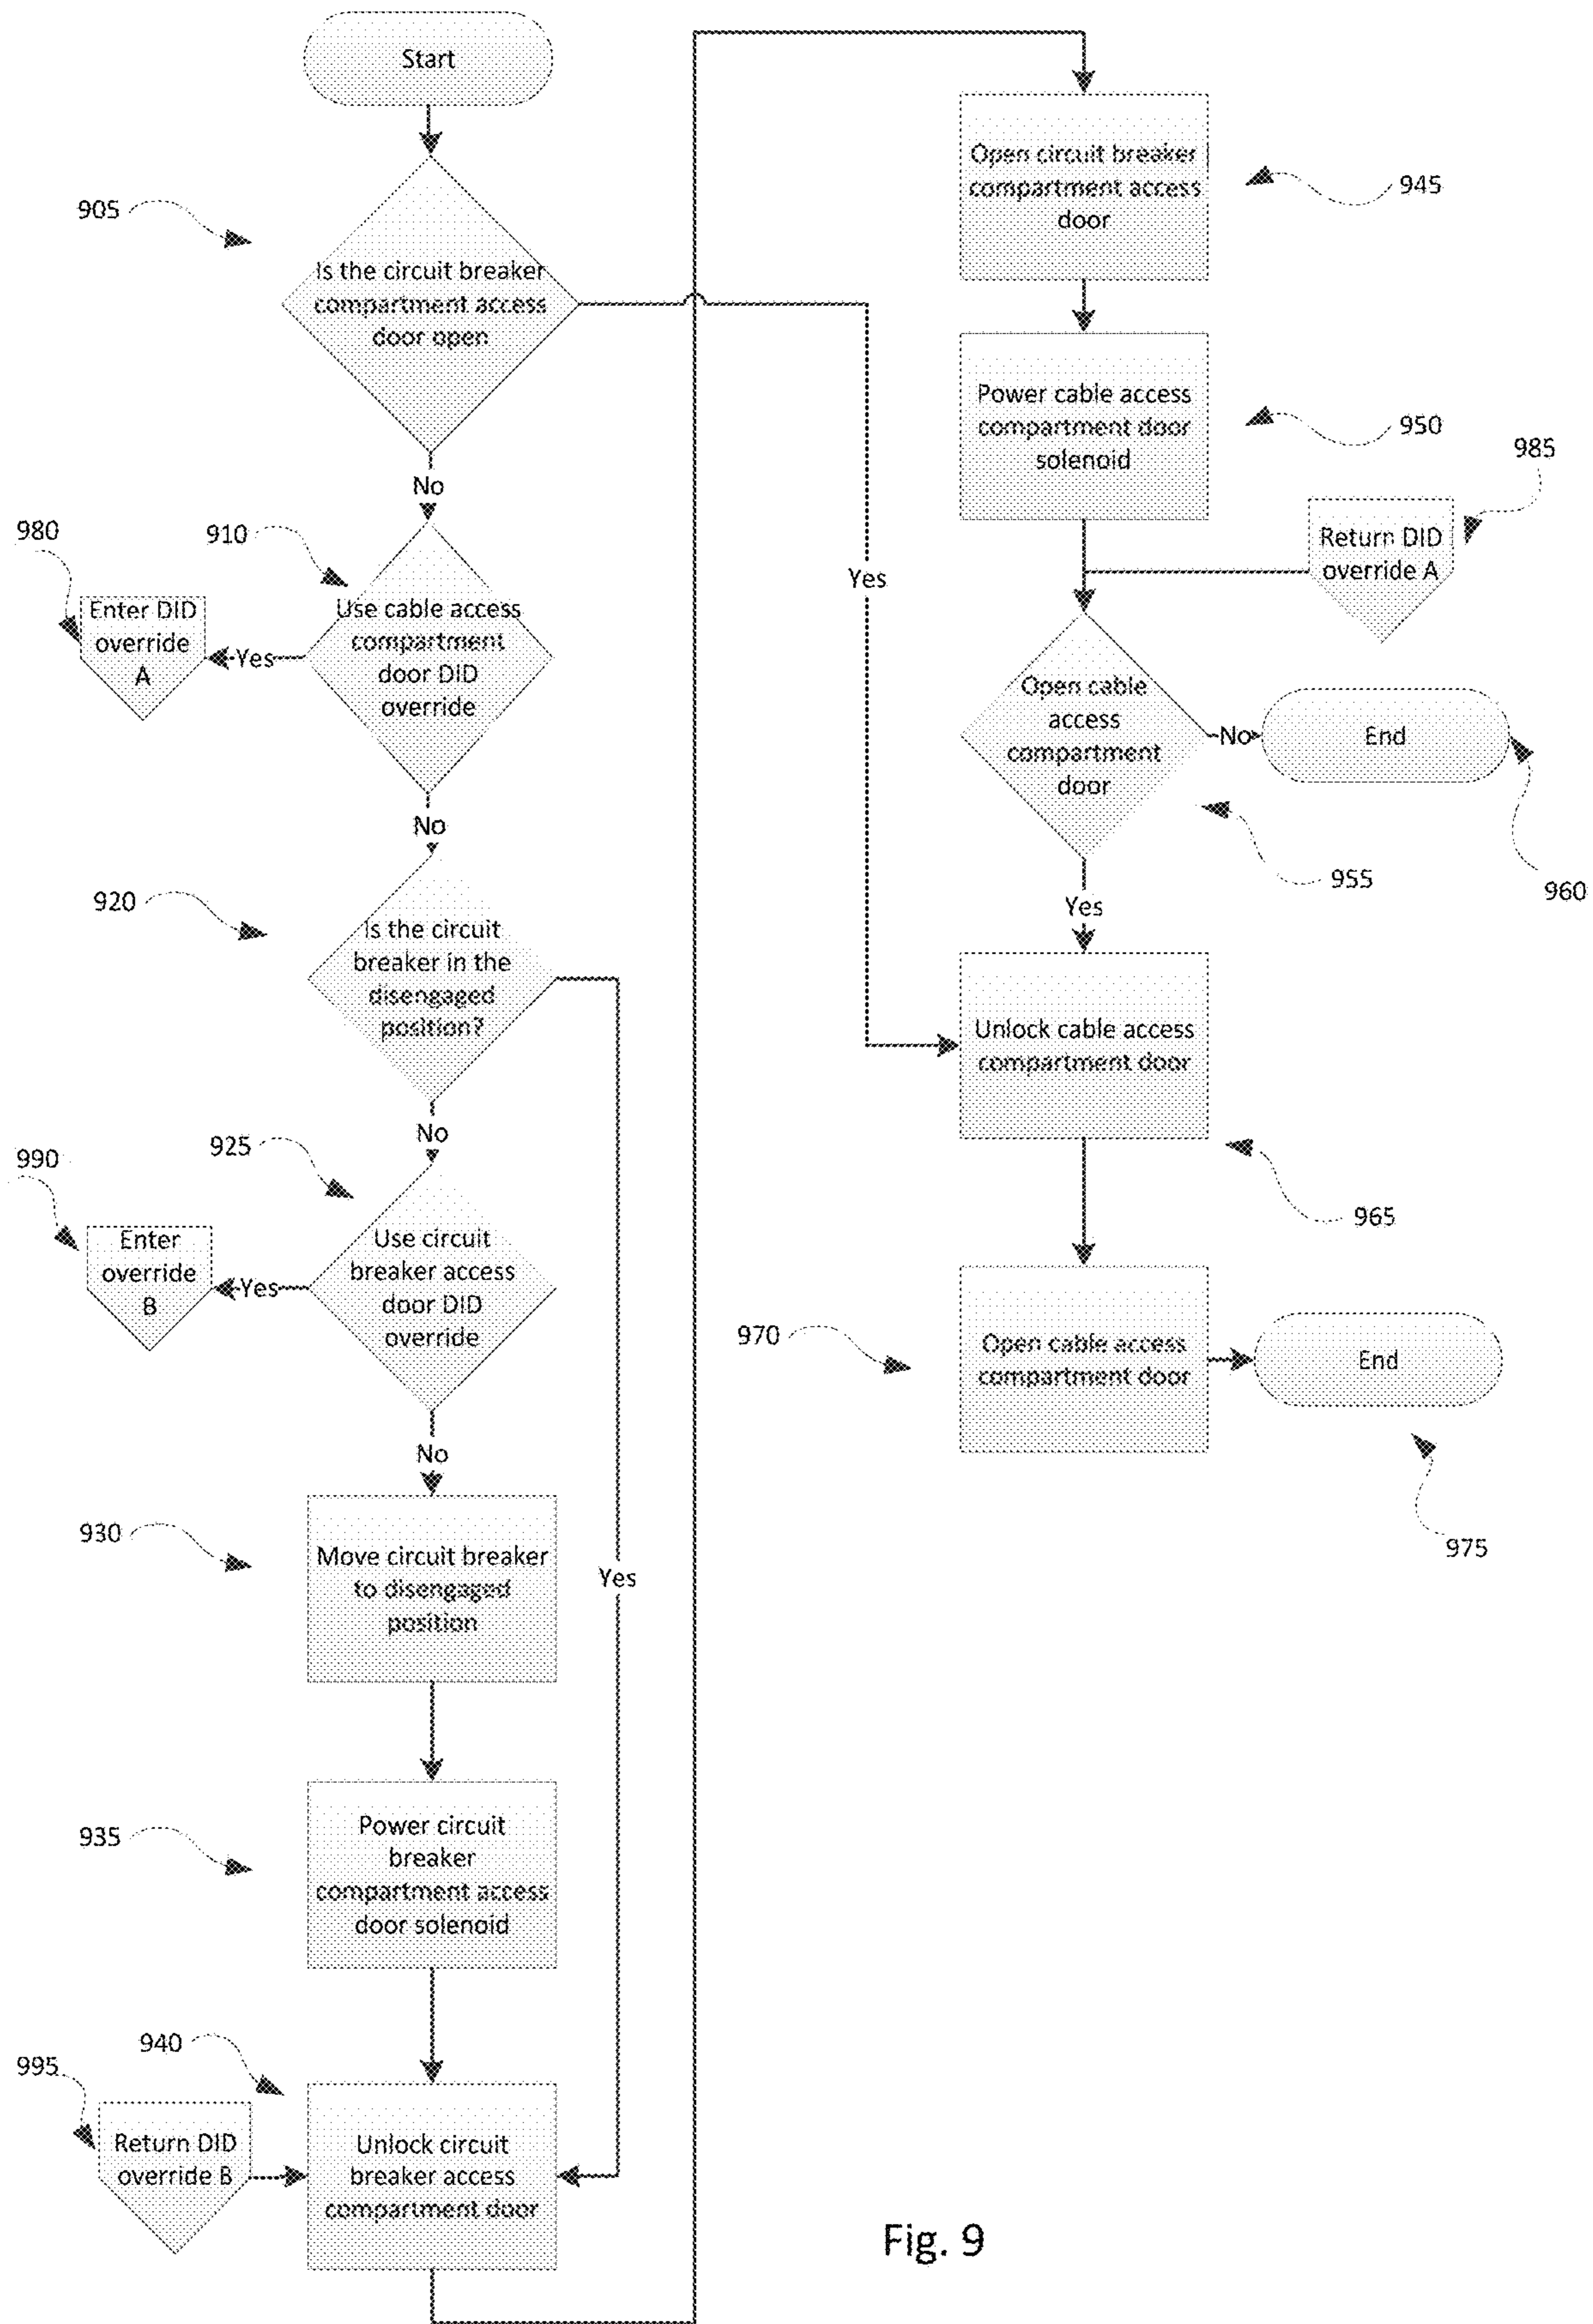 Start
905
Is the circuit breaker
compartment access
door open
No
980
910
Enter DID
override
A
Yes
Use cable access
compartment
door DID
override
No
920
Is the circuit
breaker in the
disengaged
position?
No
990
925
Enter
override
B
Yes
Use circuit
breaker access
door DID
override
No
930
Move circuit breaker
to disengaged
position
Yes
935
Power circuit
breaker
compartment access
door solenoid
940
995
Return DID
override B
Unlock circuit
breaker access
compartment door
Open circuit breaker
compartment access
door
945
Power cable access
compartment door
solenoid
950
985
Return DID
override A
Yes
Open cable
access
compartment
door
No
End
955
960
Yes
Unlock cable access
compartment door
965
970
Open cable access
compartment door
End
975
Fig. 9